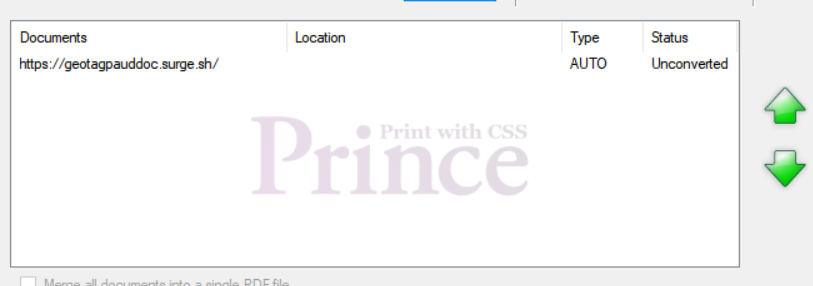 Documents Location Type Status
https://geotagpauddoc.surge.sh/ AUTO Unconverted
Print with CSS
Prince
Merge all documents into a single PDF file